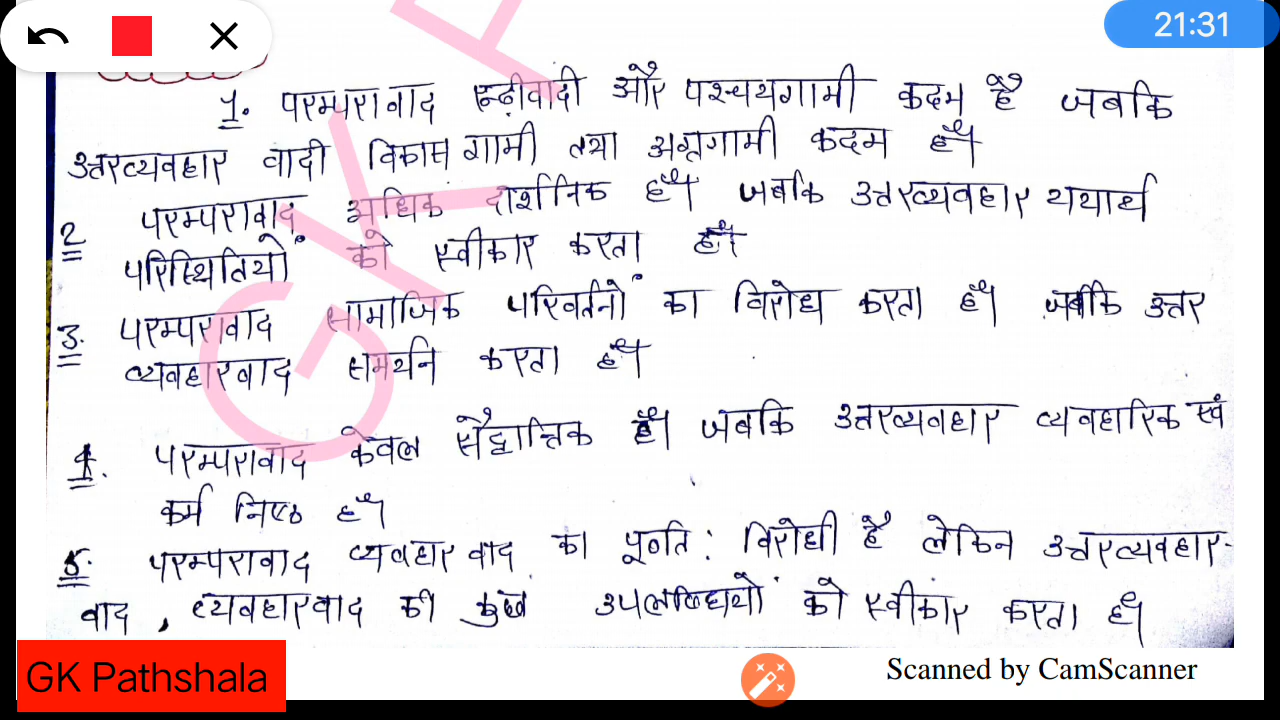 21:31
1. परम्परावाद रूढ़ीवादी और पश्चयगामी कदम है जबकि
उत्तरव्यवहार वादी विकास गामी तथा अग्रगामी कदम है।
2 परम्परावाद अधिक दार्शनिक है। जबकि उत्तरव्यवहार यथार्थ
परिस्थितियों को स्वीकार करता है।
3. परम्परावाद सामाजिक परिवर्तनों का विरोध करता है। जबकि उत्तर
व्यवहारवाद समर्थन करता है।
4. परम्परावाद केवल सैद्धान्तिक है। जबकि उत्तरव्यवहार व्यवहारिक एवं
कर्म निष्ठ है।
5. परम्परावाद व्यवहार वाद का पूर्णति: विरोधी है लेकिन उत्तरव्यवहार-
वाद, व्यवहारवाद की कुछ उपलब्धियों को स्वीकार करता है।
GK Pathshala
Scanned by CamScanner